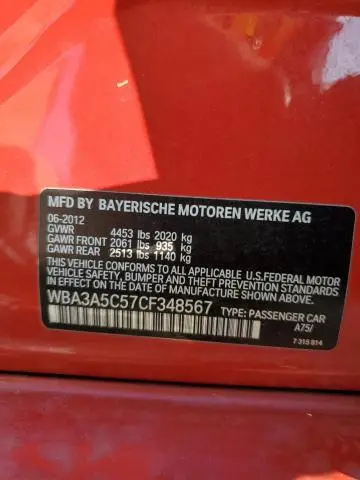 MFD BY BAYERISCHE MOTOREN WERKE AG
06-2012
GVWR 4453 lbs 2020 kg
GAWR FRONT 2061 lbs 935 kg
GAWR REAR 2513 lbs 1140 kg
THIS VEHICLE CONFORMS TO ALL APPLICABLE U.S.FEDERAL MOTOR
VEHICLE SAFETY, BUMPER AND THEFT PREVENTION STANDARDS
IN EFFECT ON THE DATE OF MANUFACTURE SHOWN ABOVE.
WBA3A5C57CF348567 TYPE: PASSENGER CAR
A75/
7 315 814